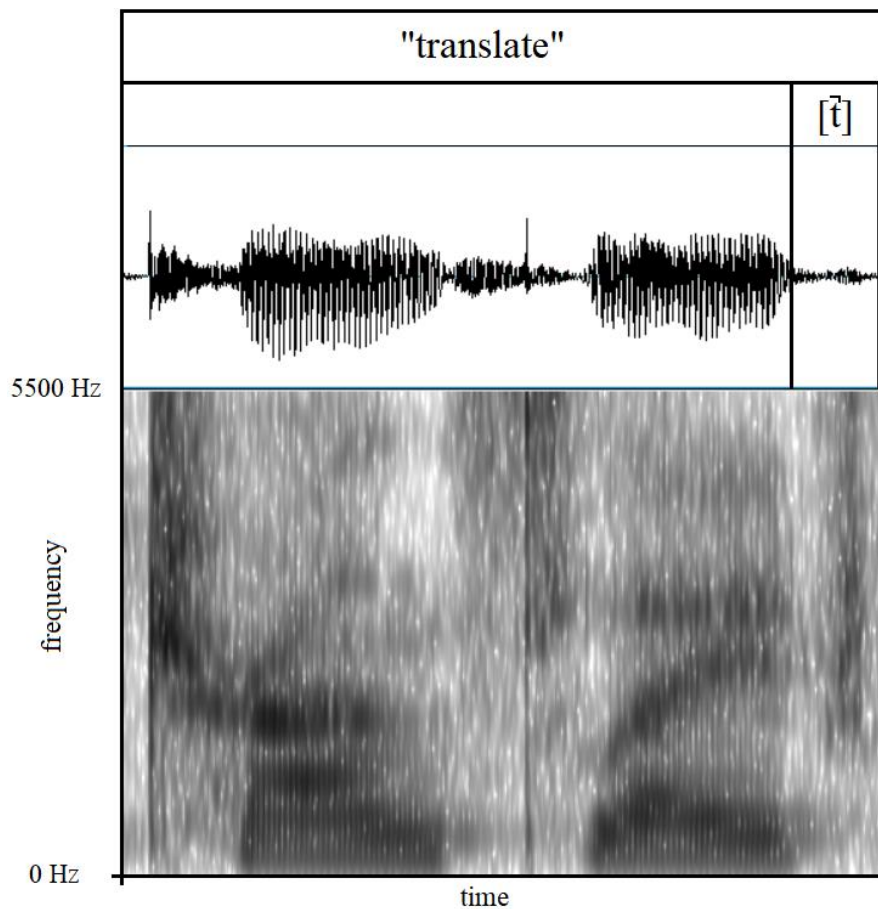 "translate"
[t̚]
5500 Hz
frequency
0 Hz
time